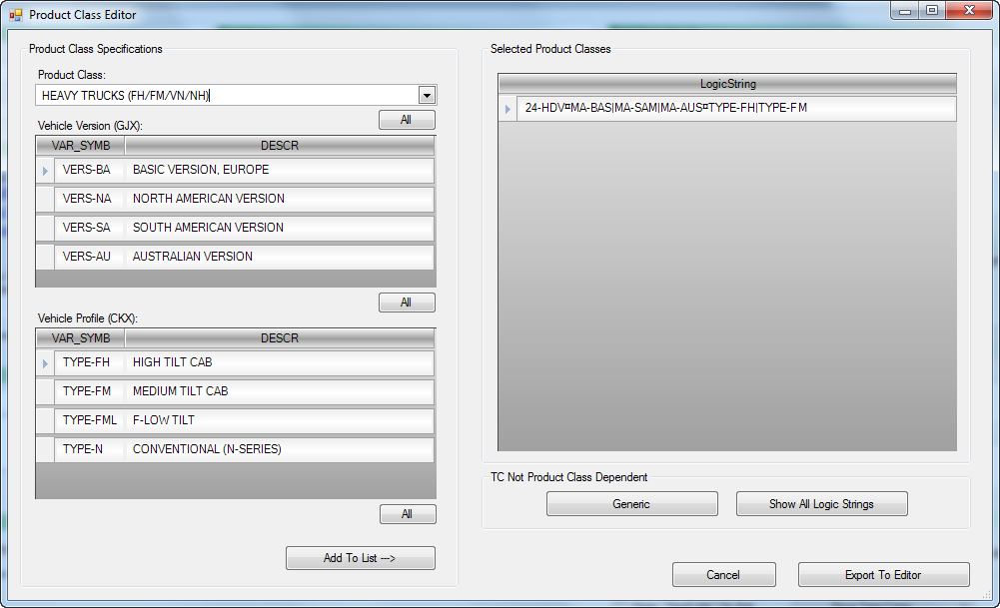 Product Class Editor
Product Class Specifications
Product Class:
HEAVY TRUCKS (FH/FM/VN/NH)
All
Vehicle Version (GJX):
VAR_SYMB DESCR
VERS-BA BASIC VERSION, EUROPE
VERS-NA NORTH AMERICAN VERSION
VERS-SA SOUTH AMERICAN VERSION
VERS-AU AUSTRALIAN VERSION
All
Vehicle Profile (CKX):
VAR_SYMB DESCR
TYPE-FH HIGH TILT CAB
TYPE-FM MEDIUM TILT CAB
TYPE-FML F-LOW TILT
TYPE-N CONVENTIONAL (N-SERIES)
All
Add To List --->
Selected Product Classes
LogicString
24-HDV¤MA-BAS|MA-SAM|MA-AUS¤TYPE-FH|TYPE-FM
TC Not Product Class Dependent
Generic
Show All Logic Strings
Cancel
Export To Editor